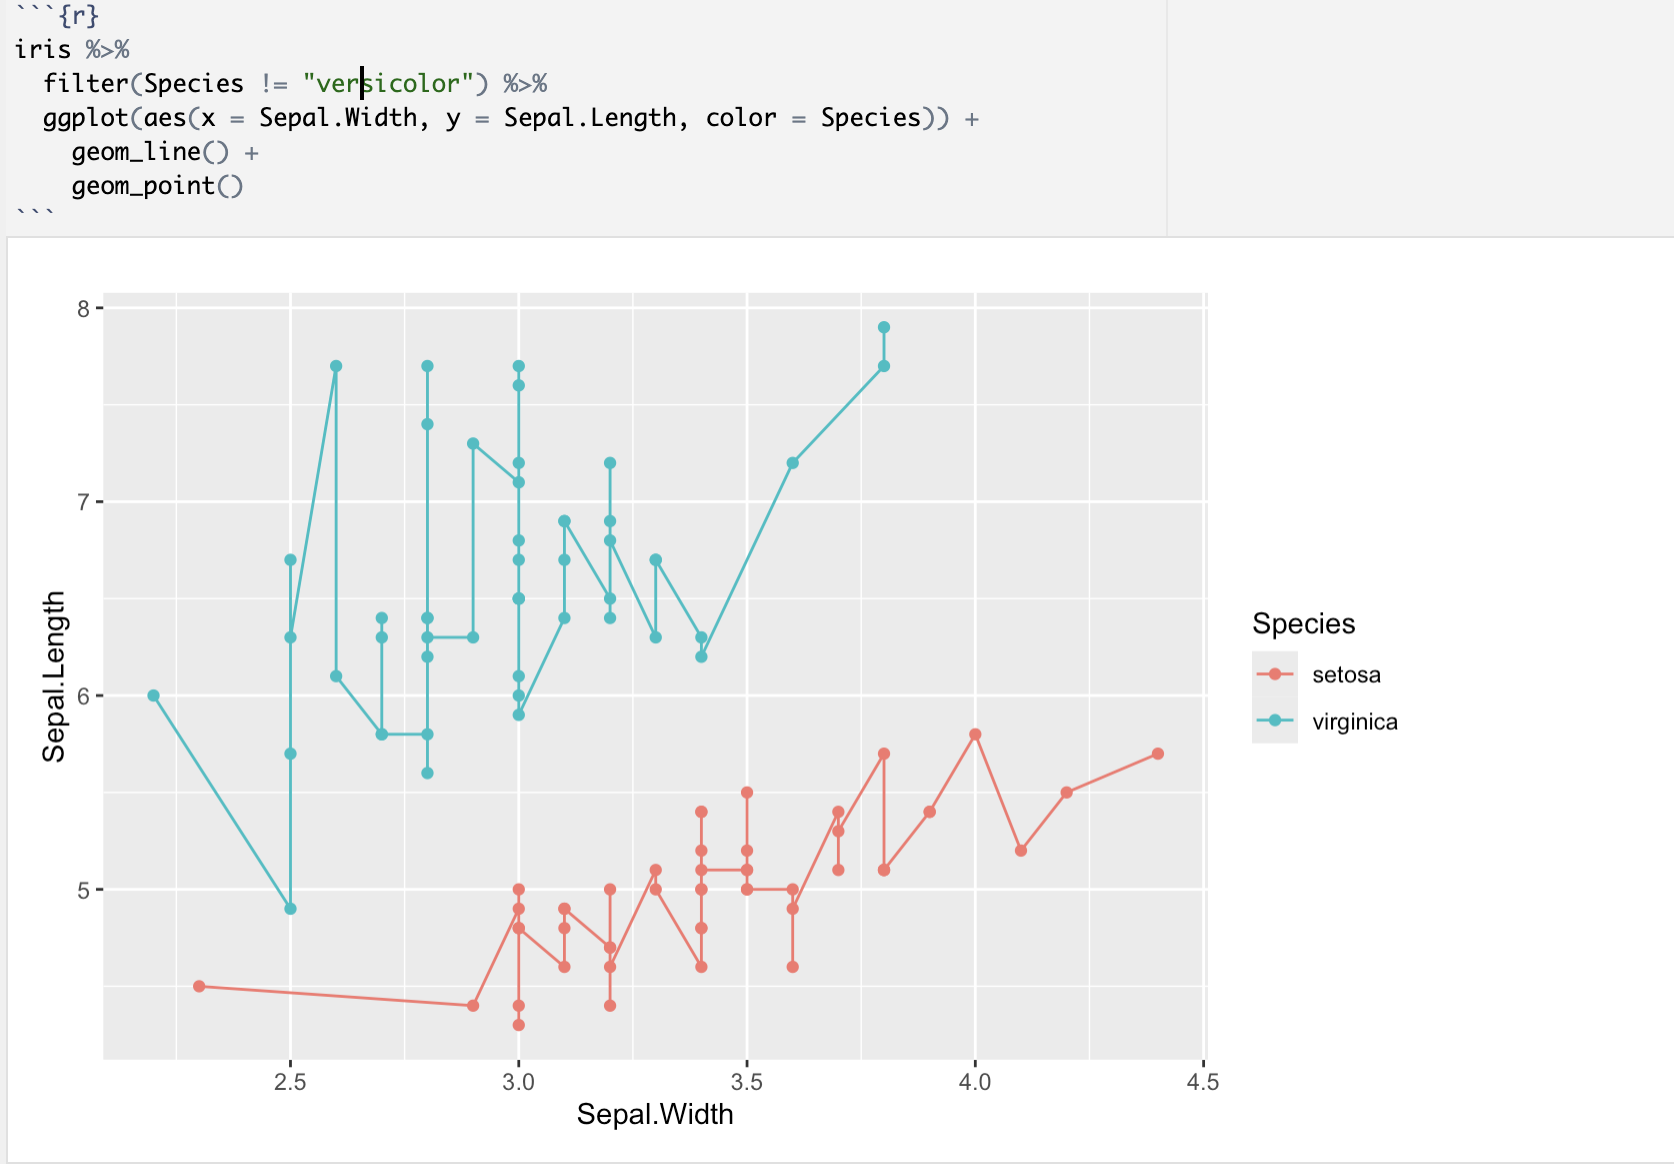 ```{r}
iris %>%
  filter(Species != "versicolor") %>%
  ggplot(aes(x = Sepal.Width, y = Sepal.Length, color = Species)) +
    geom_line() +
    geom_point()
```
8
7
6
5
Sepal.Length
2.5 3.0 3.5 4.0 4.5
Sepal.Width
Species
setosa
virginica